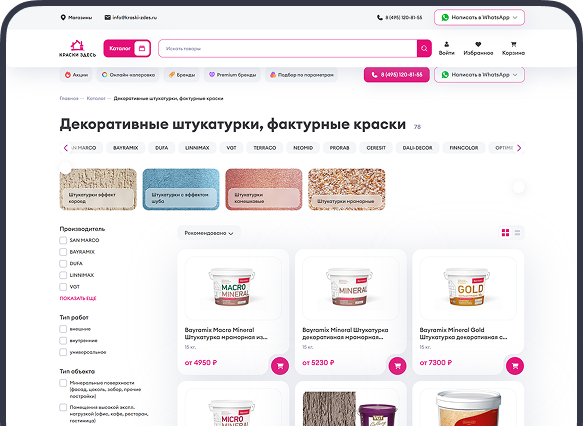 Магазины
info@kraski-zdes.ru
8 (495) 120-81-55
Написать в WhatsApp
КРАСКИ ЗДЕСЬ
Каталог
Искать товары
Войти
Избранное
Корзина
Акции
Онлайн-колеровка
Бренды
Premium бренды
Подбор по параметрам
8 (495) 120-81-55
Написать в WhatsApp
Главная — Каталог — Декоративные штукатурки, фактурные краски
Декоративные штукатурки, фактурные краски 78
N MARCO
BAYRAMIX
DUFA
LINNIMAX
VGT
TERRACO
NEOMID
PRORAB
CERESIT
DALI-DECOR
FINNCOLOR
OPTIMI
Штукатурки эффект
короед
Штукатурки с эффектом
шуба
Штукатурки
камешковые
Штукатурки мраморные
Производитель
SAN MARCO
BAYRAMIX
DUFA
LINNIMAX
VGT
ПОКАЗАТЬ ЕЩЕ
Тип работ
внешние
внутренние
универсальное
Тип объекта
Минеральные поверхности
(фасад, цоколь, забор, прочие
постройки)
Помещения высокой экспл.
нагрузкой (офис, кафе, ресторан,
гостиница)
Рекомендовано
MACRO
MINERAL
Bayramix Macro Mineral
Штукатурка мраморная из...
15 кг.
от 4950 ₽
MINERAL
Bayramix Mineral Штукатурка
декоративная мраморная...
15 кг.
от 5230 ₽
GOLD
Bayramix Mineral Gold
Штукатурка декоративная с...
15 кг.
от 7300 ₽
MICRO
MINERAL